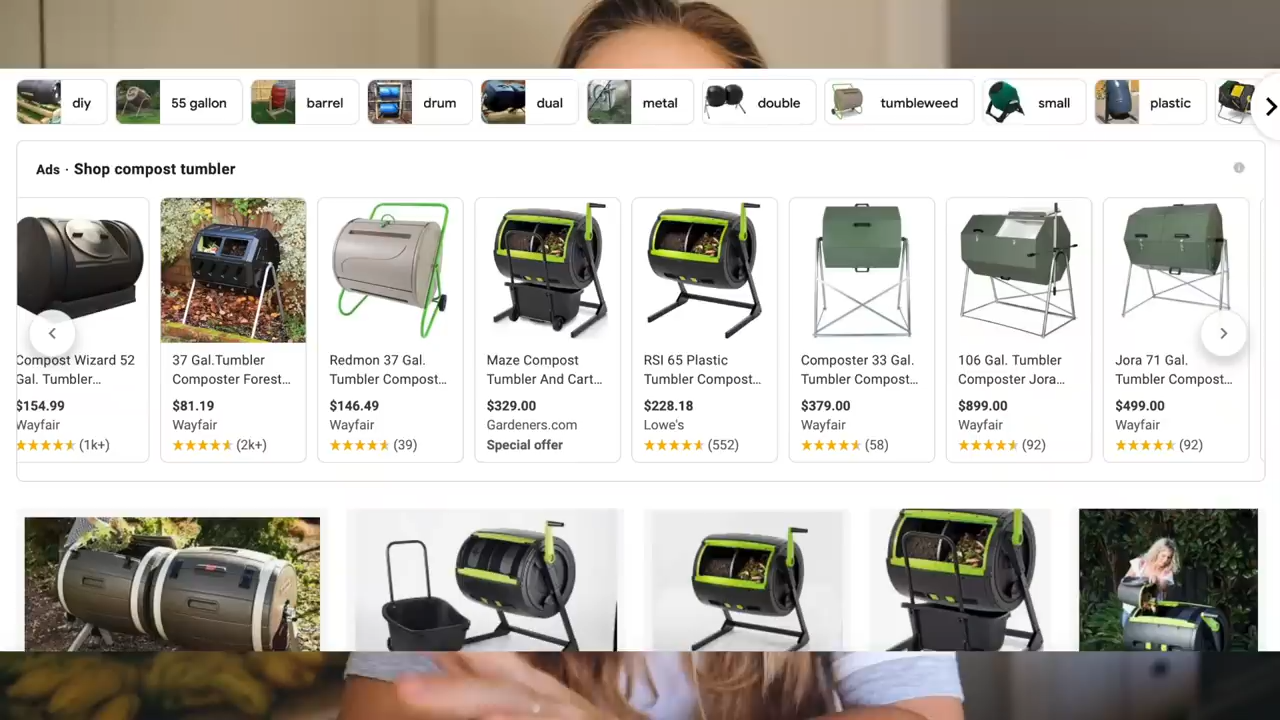 diy
55 gallon
barrel
drum
dual
metal
double
tumbleweed
small
plastic
Ads · Shop compost tumbler
Compost Wizard 52
Gal. Tumbler…
$154.99
Wayfair
(1k+)
37 Gal.Tumbler
Composter Forest…
$81.19
Wayfair
(2k+)
Redmon 37 Gal.
Tumbler Compost…
$146.49
Wayfair
(39)
Maze Compost
Tumbler And Cart…
$329.00
Gardeners.com
Special offer
RSI 65 Plastic
Tumbler Compost…
$228.18
Lowe's
(552)
Composter 33 Gal.
Tumbler Compost…
$379.00
Wayfair
(58)
106 Gal. Tumbler
Composter Jora…
$899.00
Wayfair
(92)
Jora 71 Gal.
Tumbler Compost…
$499.00
Wayfair
(92)